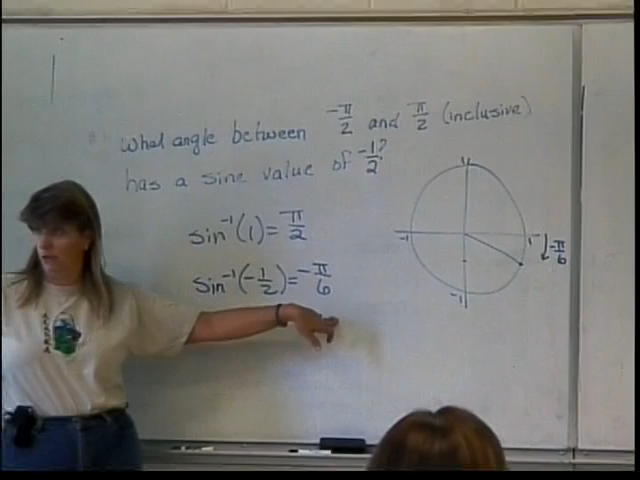 What angle between -π/2 and π/2 (inclusive)
has a sine value of -1/2?
sin⁻¹(1)=π/2
sin⁻¹(-1/2)=-π/6
1
-1
1
-π/6
-1